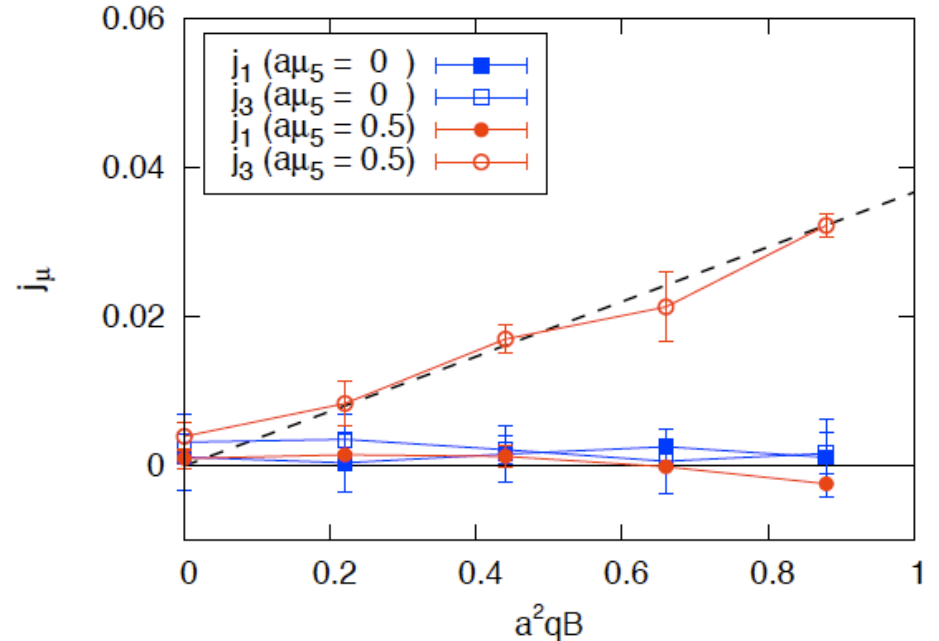 0.06
0.04
0.02
0
j₁ (aμ₅ = 0 )
j₃ (aμ₅ = 0 )
j₁ (aμ₅ = 0.5)
j₃ (aμ₅ = 0.5)
jμ
0 0.2 0.4 0.6 0.8 1
a²qB